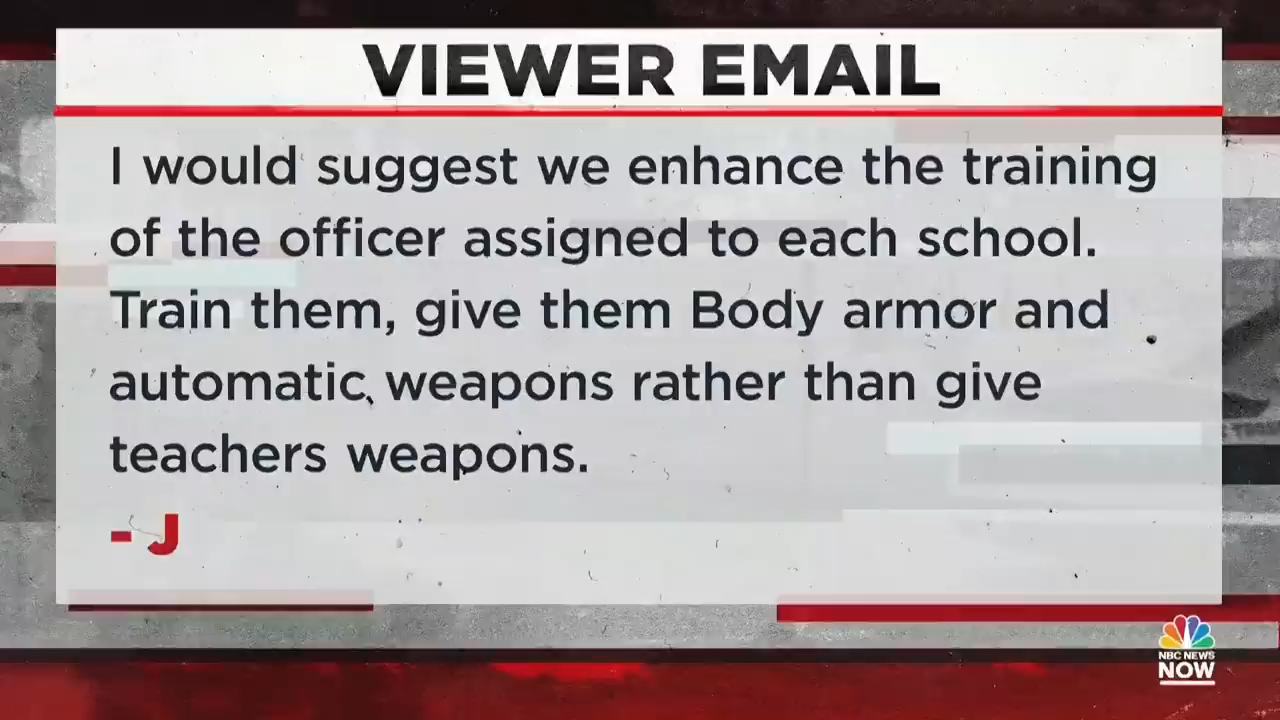 VIEWER EMAIL
I would suggest we enhance the training
of the officer assigned to each school.
Train them, give them Body armor and
automatic weapons rather than give
teachers weapons.
- J
NBC NEWS
NOW